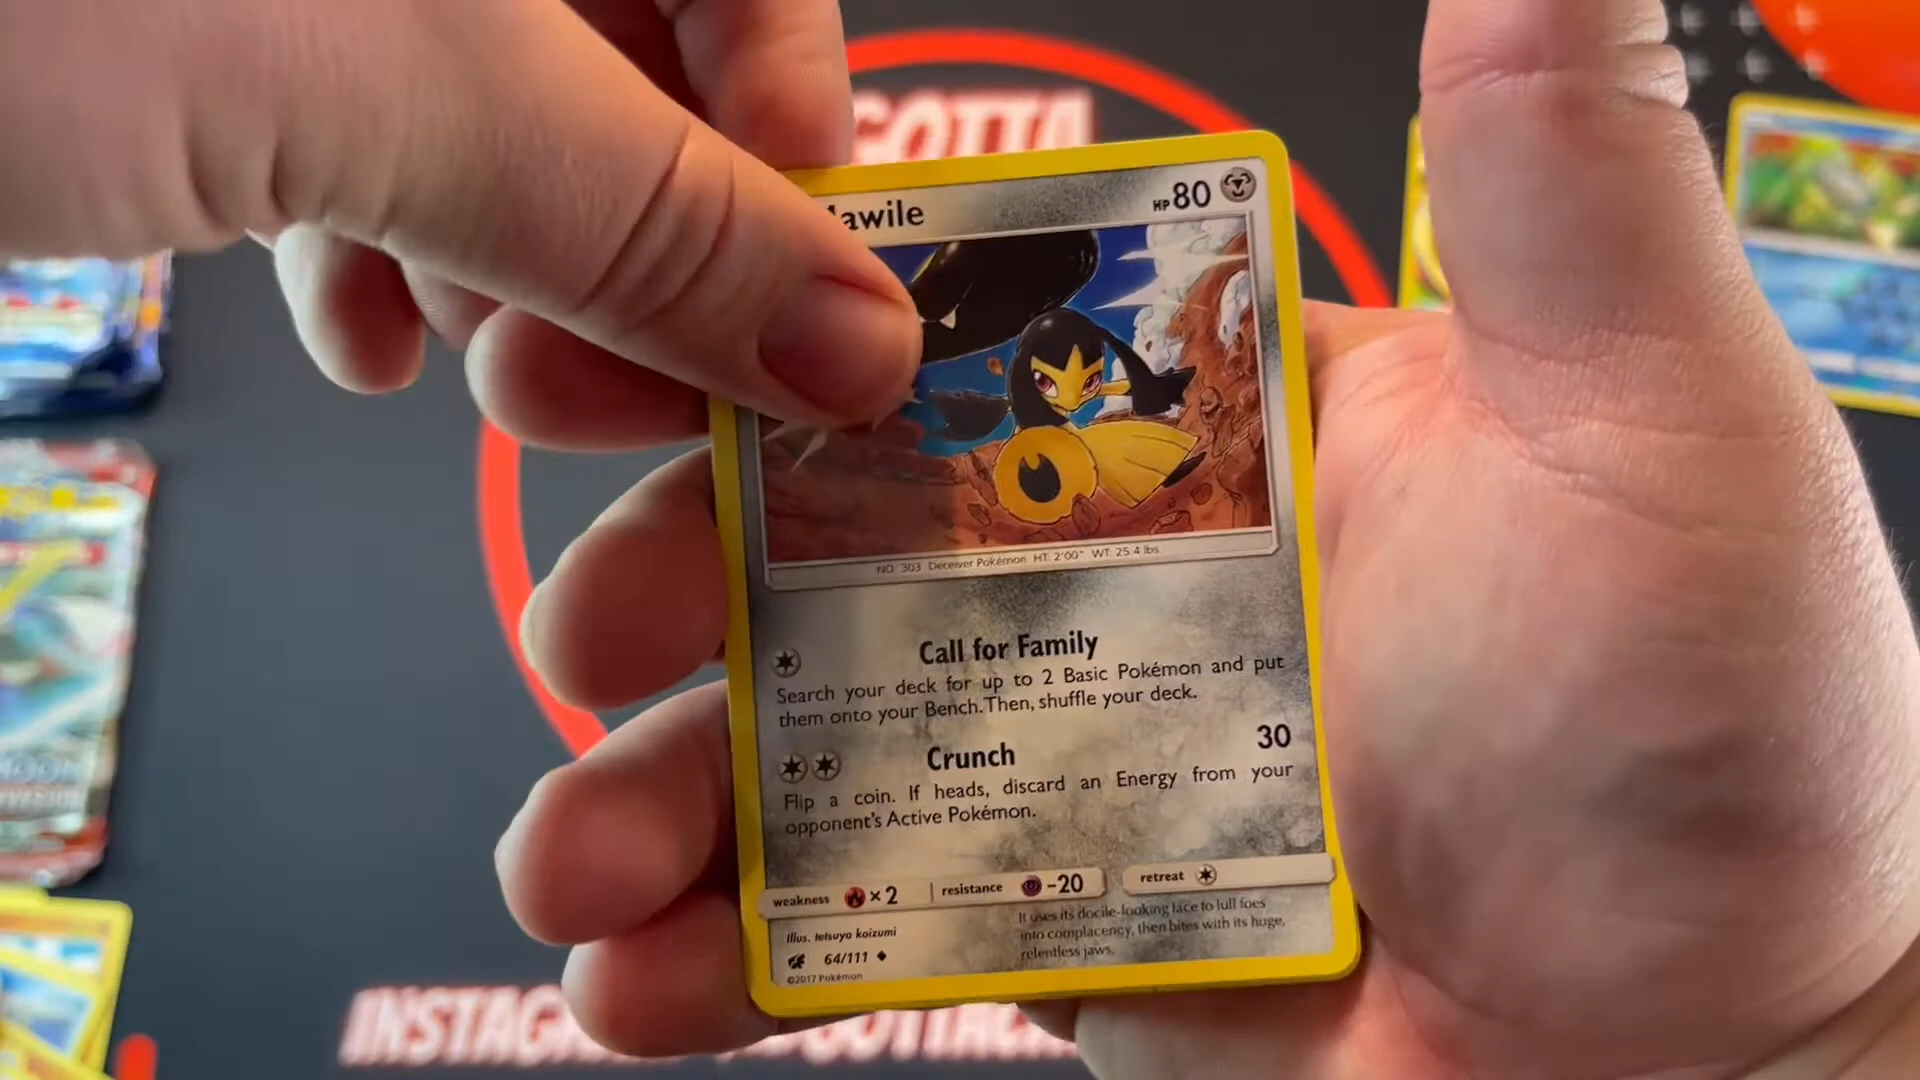 GOTTA
awile
HP 80
NO. 303 Deceiver Pokémon HT: 2'00" WT: 25.4 lbs.
Call for Family
Search your deck for up to 2 Basic Pokémon and put
them onto your Bench. Then, shuffle your deck.
Crunch 30
Flip a coin. If heads, discard an Energy from your
opponent's Active Pokémon.
weakness ×2 resistance -20 retreat
It uses its docile-looking face to lull foes
into complacency, then bites with its huge,
relentless jaws.
Illus. tetsuya koizumi
64/111
©2017 Pokémon